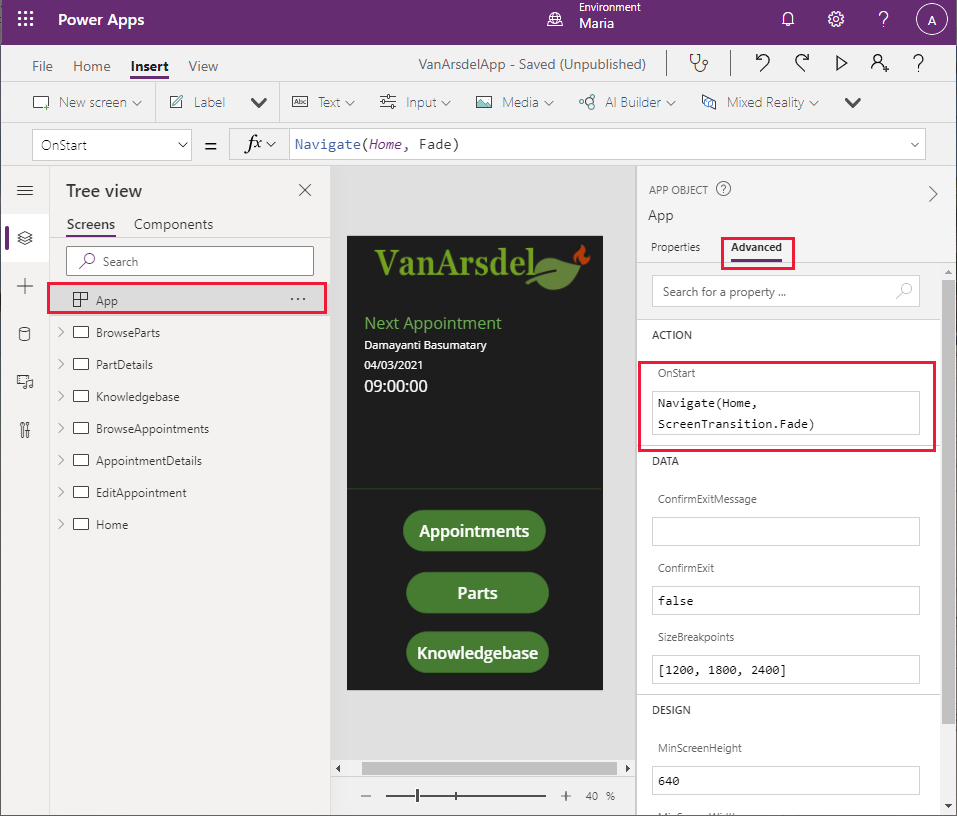 Power Apps
Environment
Maria
A
File Home Insert View
VanArsdelApp - Saved (Unpublished)
New screen Label Abc Text Input Media AI Builder Mixed Reality
OnStart = fx Navigate(Home, Fade)
Tree view
Screens Components
Search
App ...
BrowseParts
PartDetails
Knowledgebase
BrowseAppointments
AppointmentDetails
EditAppointment
Home
VanArsdel
Next Appointment
Damayanti Basumatary
04/03/2021
09:00:00
Appointments
Parts
Knowledgebase
40 %
APP OBJECT ?
App
Properties Advanced
Search for a property ...
ACTION
OnStart
Navigate(Home,
ScreenTransition.Fade)
DATA
ConfirmExitMessage
ConfirmExit
false
SizeBreakpoints
[1200, 1800, 2400]
DESIGN
MinScreenHeight
640